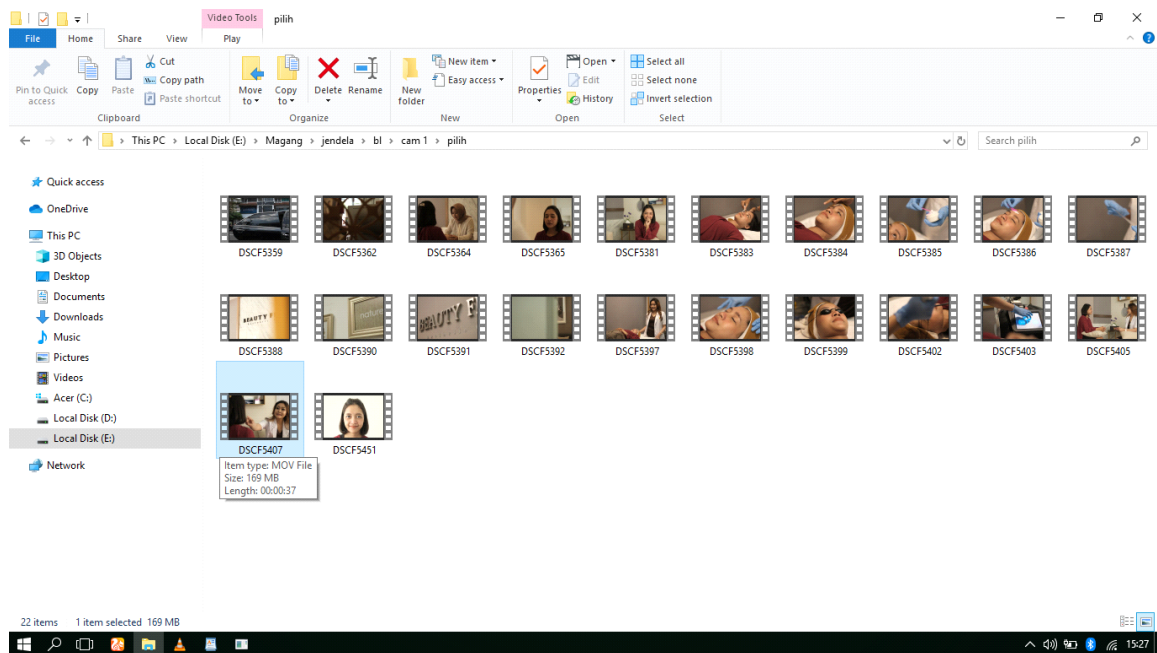 Video Tools pilih
File Home Share View Play
Pin to Quick access
Copy
Paste
Cut
Copy path
Paste shortcut
Clipboard
Move to
Copy to
Delete
Rename
Organize
New folder
New item
Easy access
New
Properties
Open
Edit
History
Open
Select all
Select none
Invert selection
Select
This PC > Local Disk (E:) > Magang > jendela > bl > cam 1 > pilih
Search pilih
Quick access
OneDrive
This PC
3D Objects
Desktop
Documents
Downloads
Music
Pictures
Videos
Acer (C:)
Local Disk (D:)
Local Disk (E:)
Network
DSCF5359 DSCF5362 DSCF5364 DSCF5365 DSCF5381 DSCF5383 DSCF5384 DSCF5385 DSCF5386 DSCF5387
BEAUTY F
natur
BEAUTY F
DSCF5388 DSCF5390 DSCF5391 DSCF5392 DSCF5397 DSCF5398 DSCF5399 DSCF5402 DSCF5403 DSCF5405
DSCF5407 DSCF5451
Item type: MOV File
Size: 169 MB
Length: 00:00:37
22 items 1 item selected 169 MB
15:27